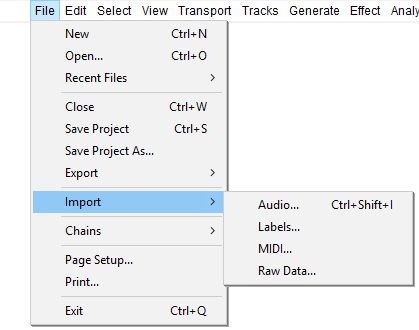 File Edit Select View Transport Tracks Generate Effect Analy
New Ctrl+N
Open... Ctrl+O
Recent Files >
Close Ctrl+W
Save Project Ctrl+S
Save Project As...
Export >
Import >
Audio... Ctrl+Shift+I
Labels...
Chains >
MIDI...
Page Setup...
Raw Data...
Print...
Exit Ctrl+Q